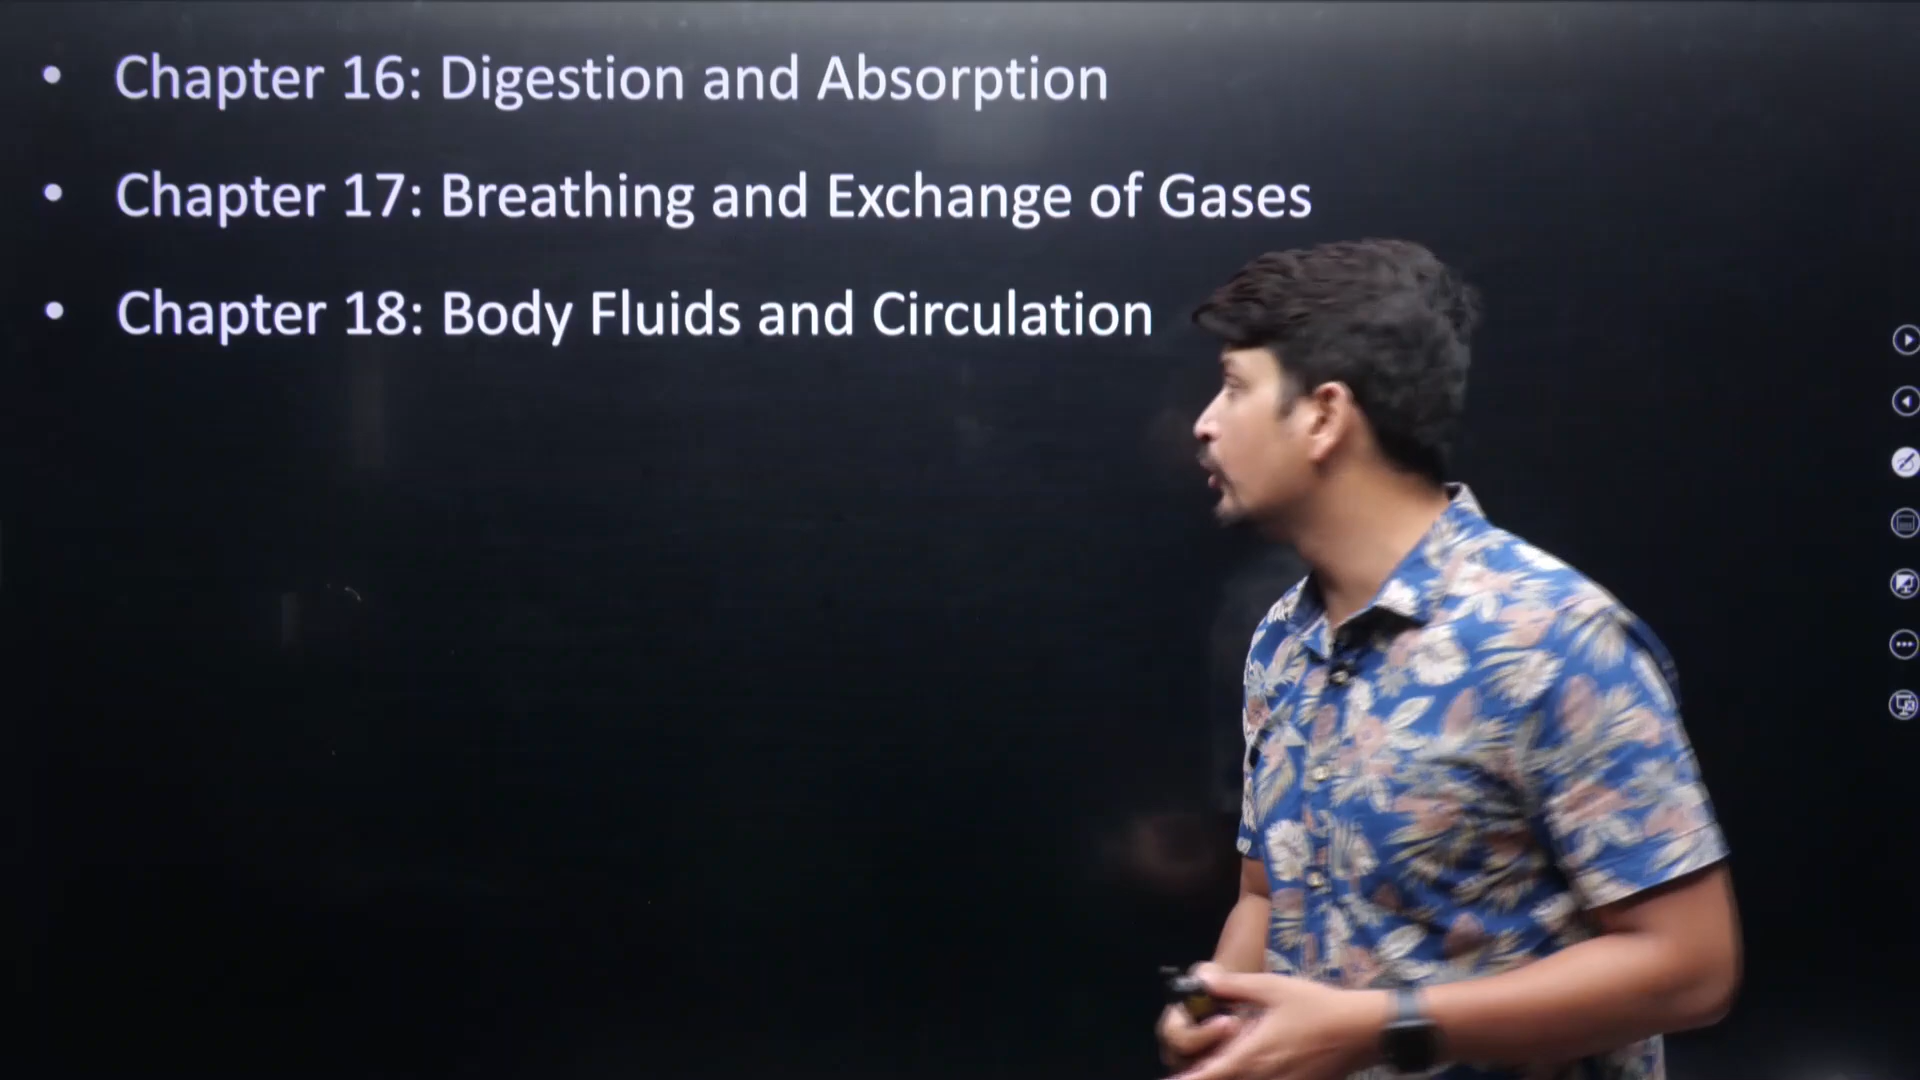 • Chapter 16: Digestion and Absorption
• Chapter 17: Breathing and Exchange of Gases
• Chapter 18: Body Fluids and Circulation